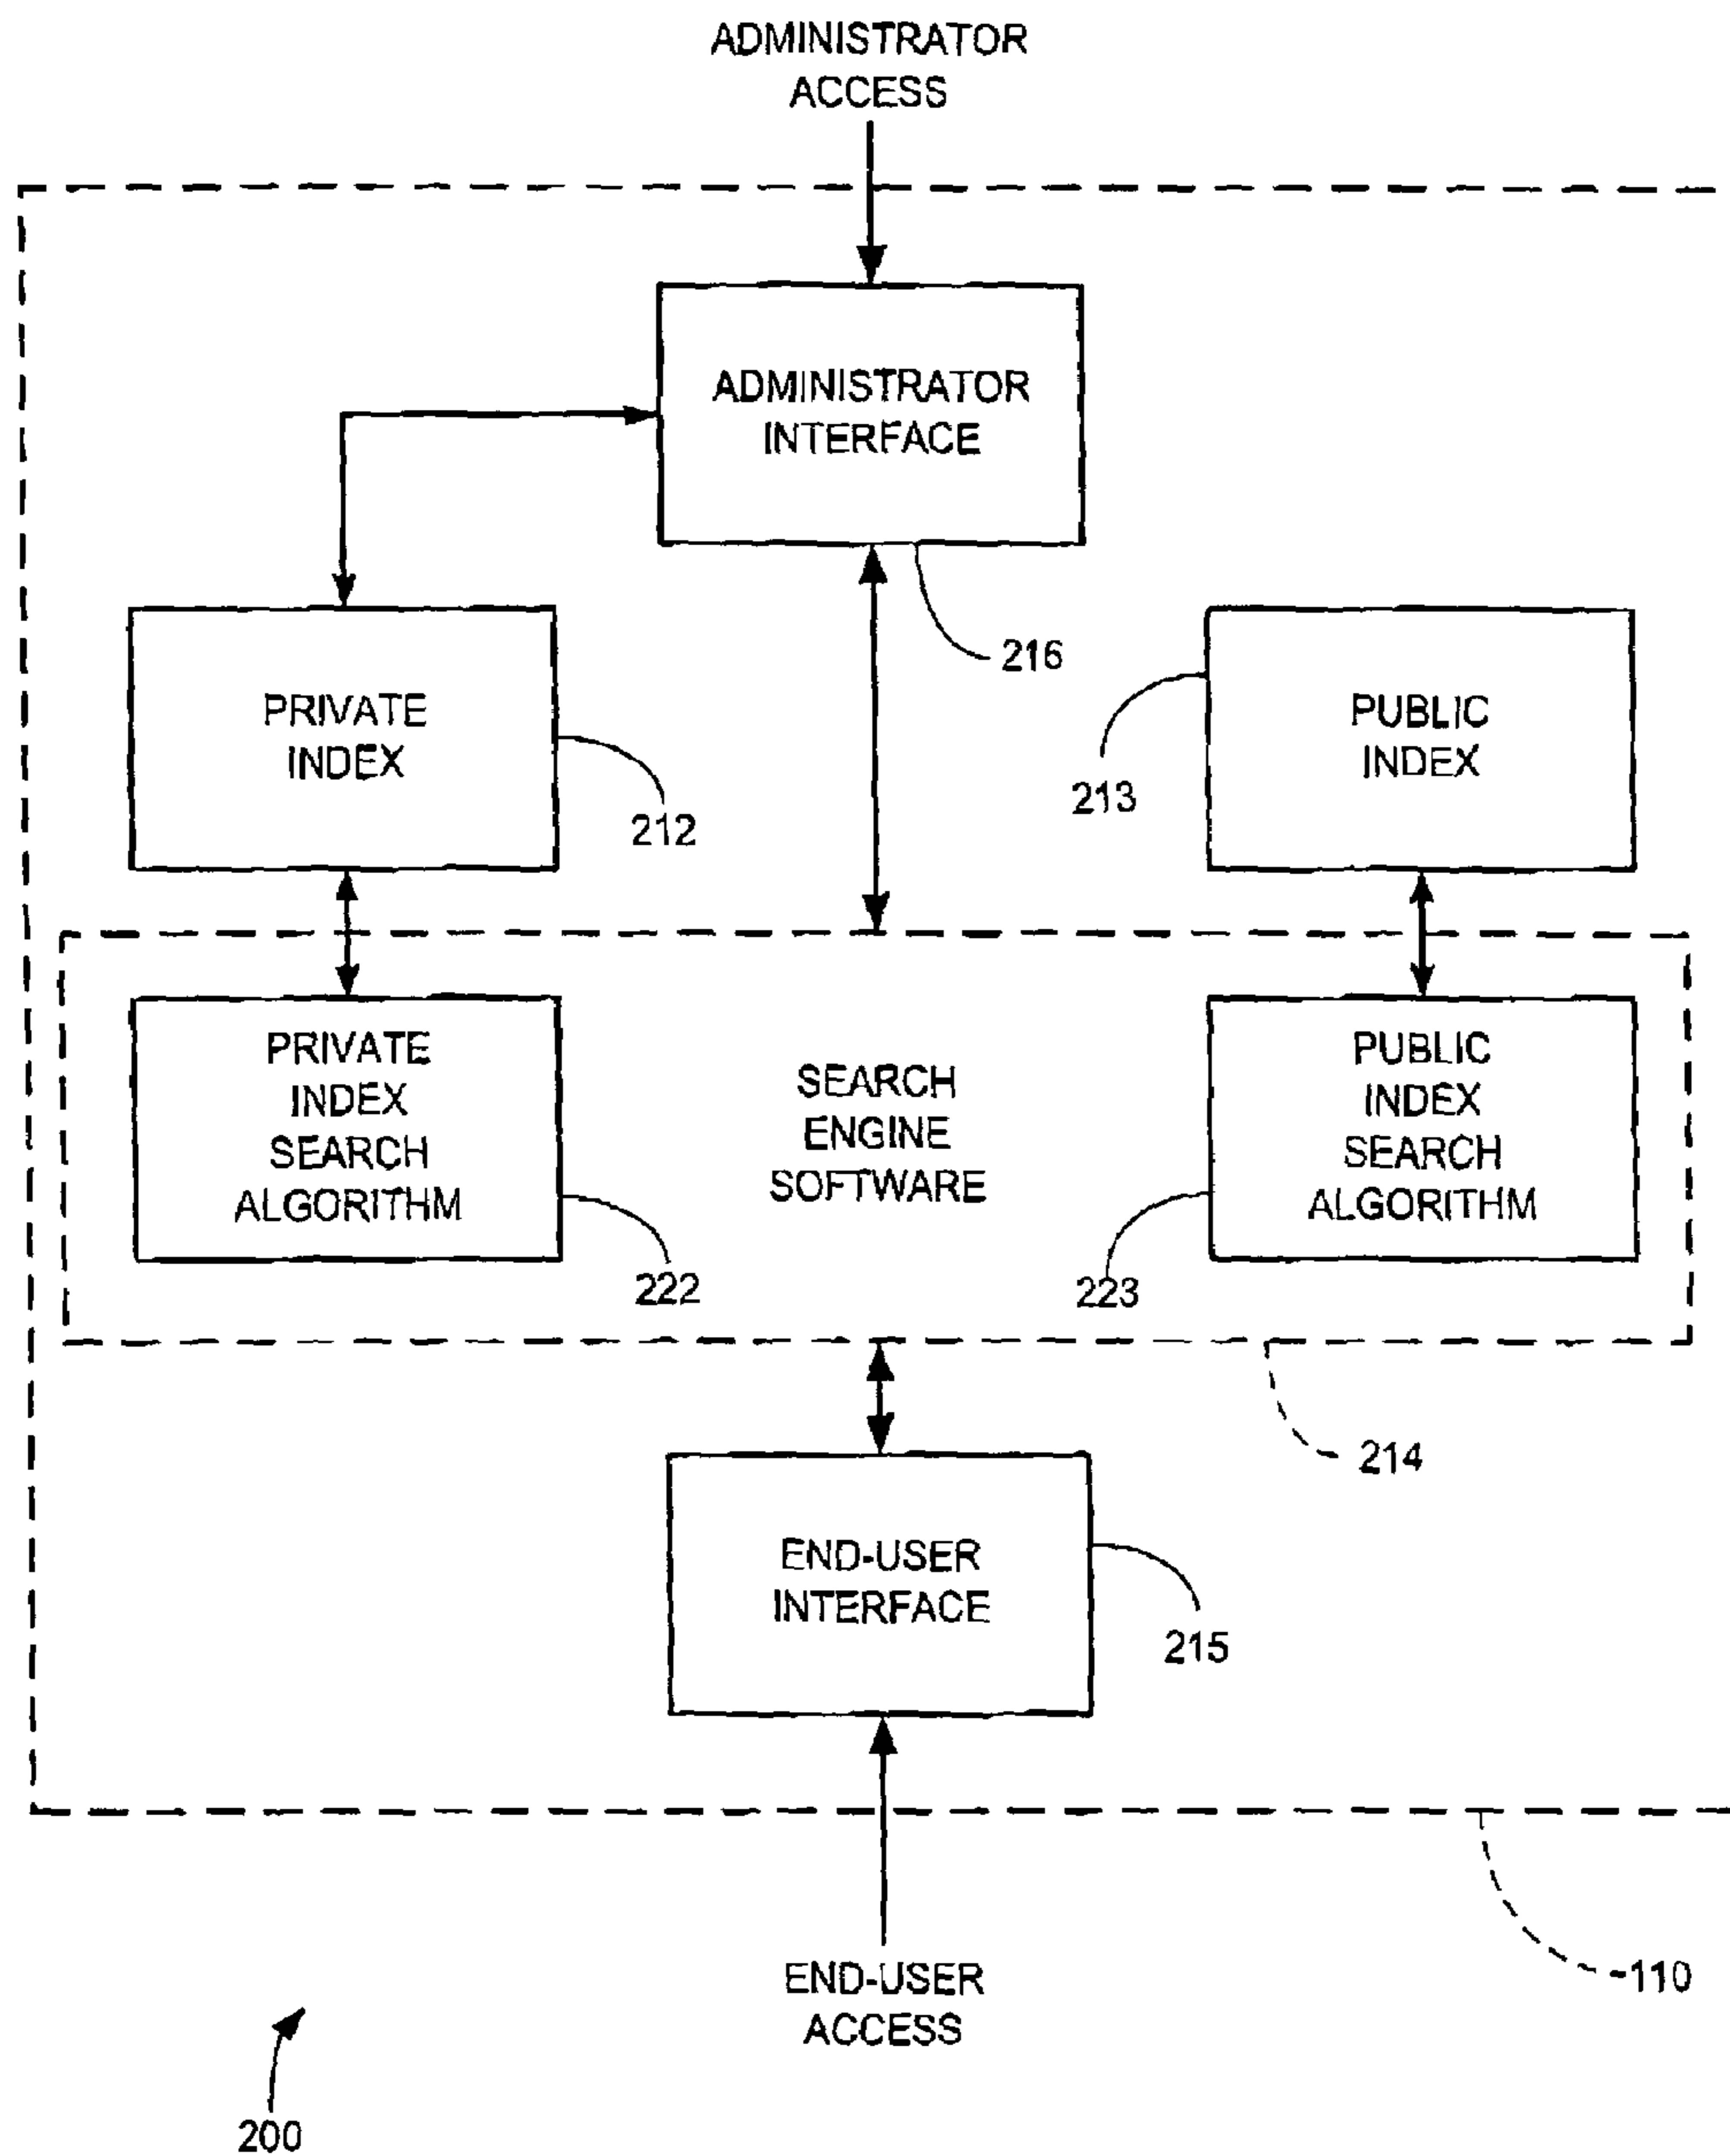 ADMINISTRATOR
ACCESS
ADMINISTRATOR
INTERFACE
216
PRIVATE
INDEX
212
PUBLIC
INDEX
213
PRIVATE
INDEX
SEARCH
ALGORITHM
222
SEARCH
ENGINE
SOFTWARE
PUBLIC
INDEX
SEARCH
ALGORITHM
223
214
END-USER
INTERFACE
215
110
END-USER
ACCESS
200